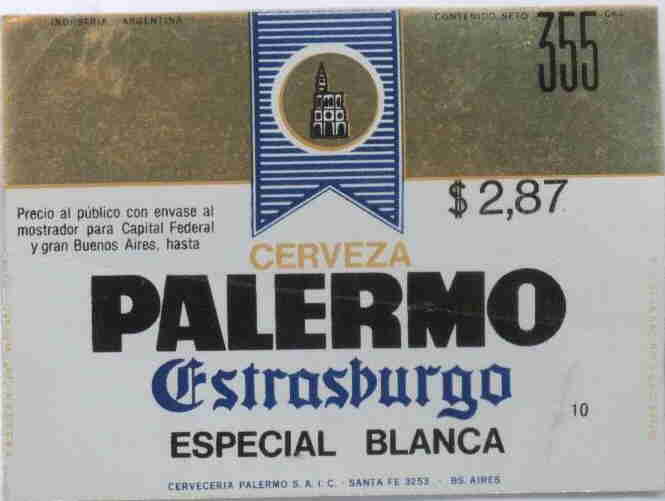 INDUSTRIA ARGENTINA
CONTENIDO NETO 355
$ 2,87
Precio al público con envase al
mostrador para Capital Federal
y gran Buenos Aires, hasta
CERVEZA
PALERMO
Estrasburgo
10
ESPECIAL BLANCA
CERVECERIA PALERMO S. A. I. C. - SANTA FE 3253 - BS. AIRES